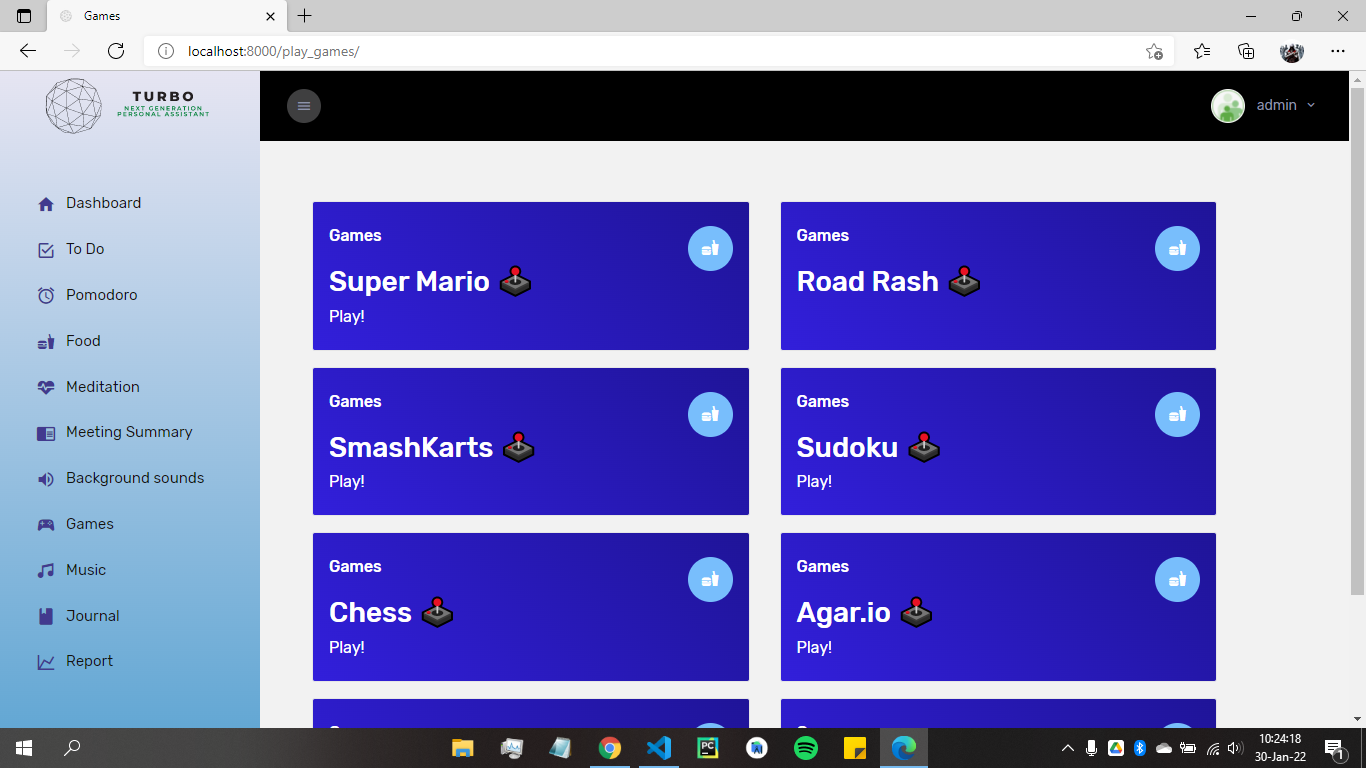 Games
localhost:8000/play_games/
TURBO
NEXT GENERATION
PERSONAL ASSISTANT
admin
Dashboard
To Do
Pomodoro
Food
Meditation
Meeting Summary
Background sounds
Games
Music
Journal
Report
Games
Super Mario
Play!
Games
Road Rash
Games
SmashKarts
Play!
Games
Sudoku
Play!
Games
Chess
Play!
Games
Agar.io
Play!
PC
10:24:18
30-Jan-22
1